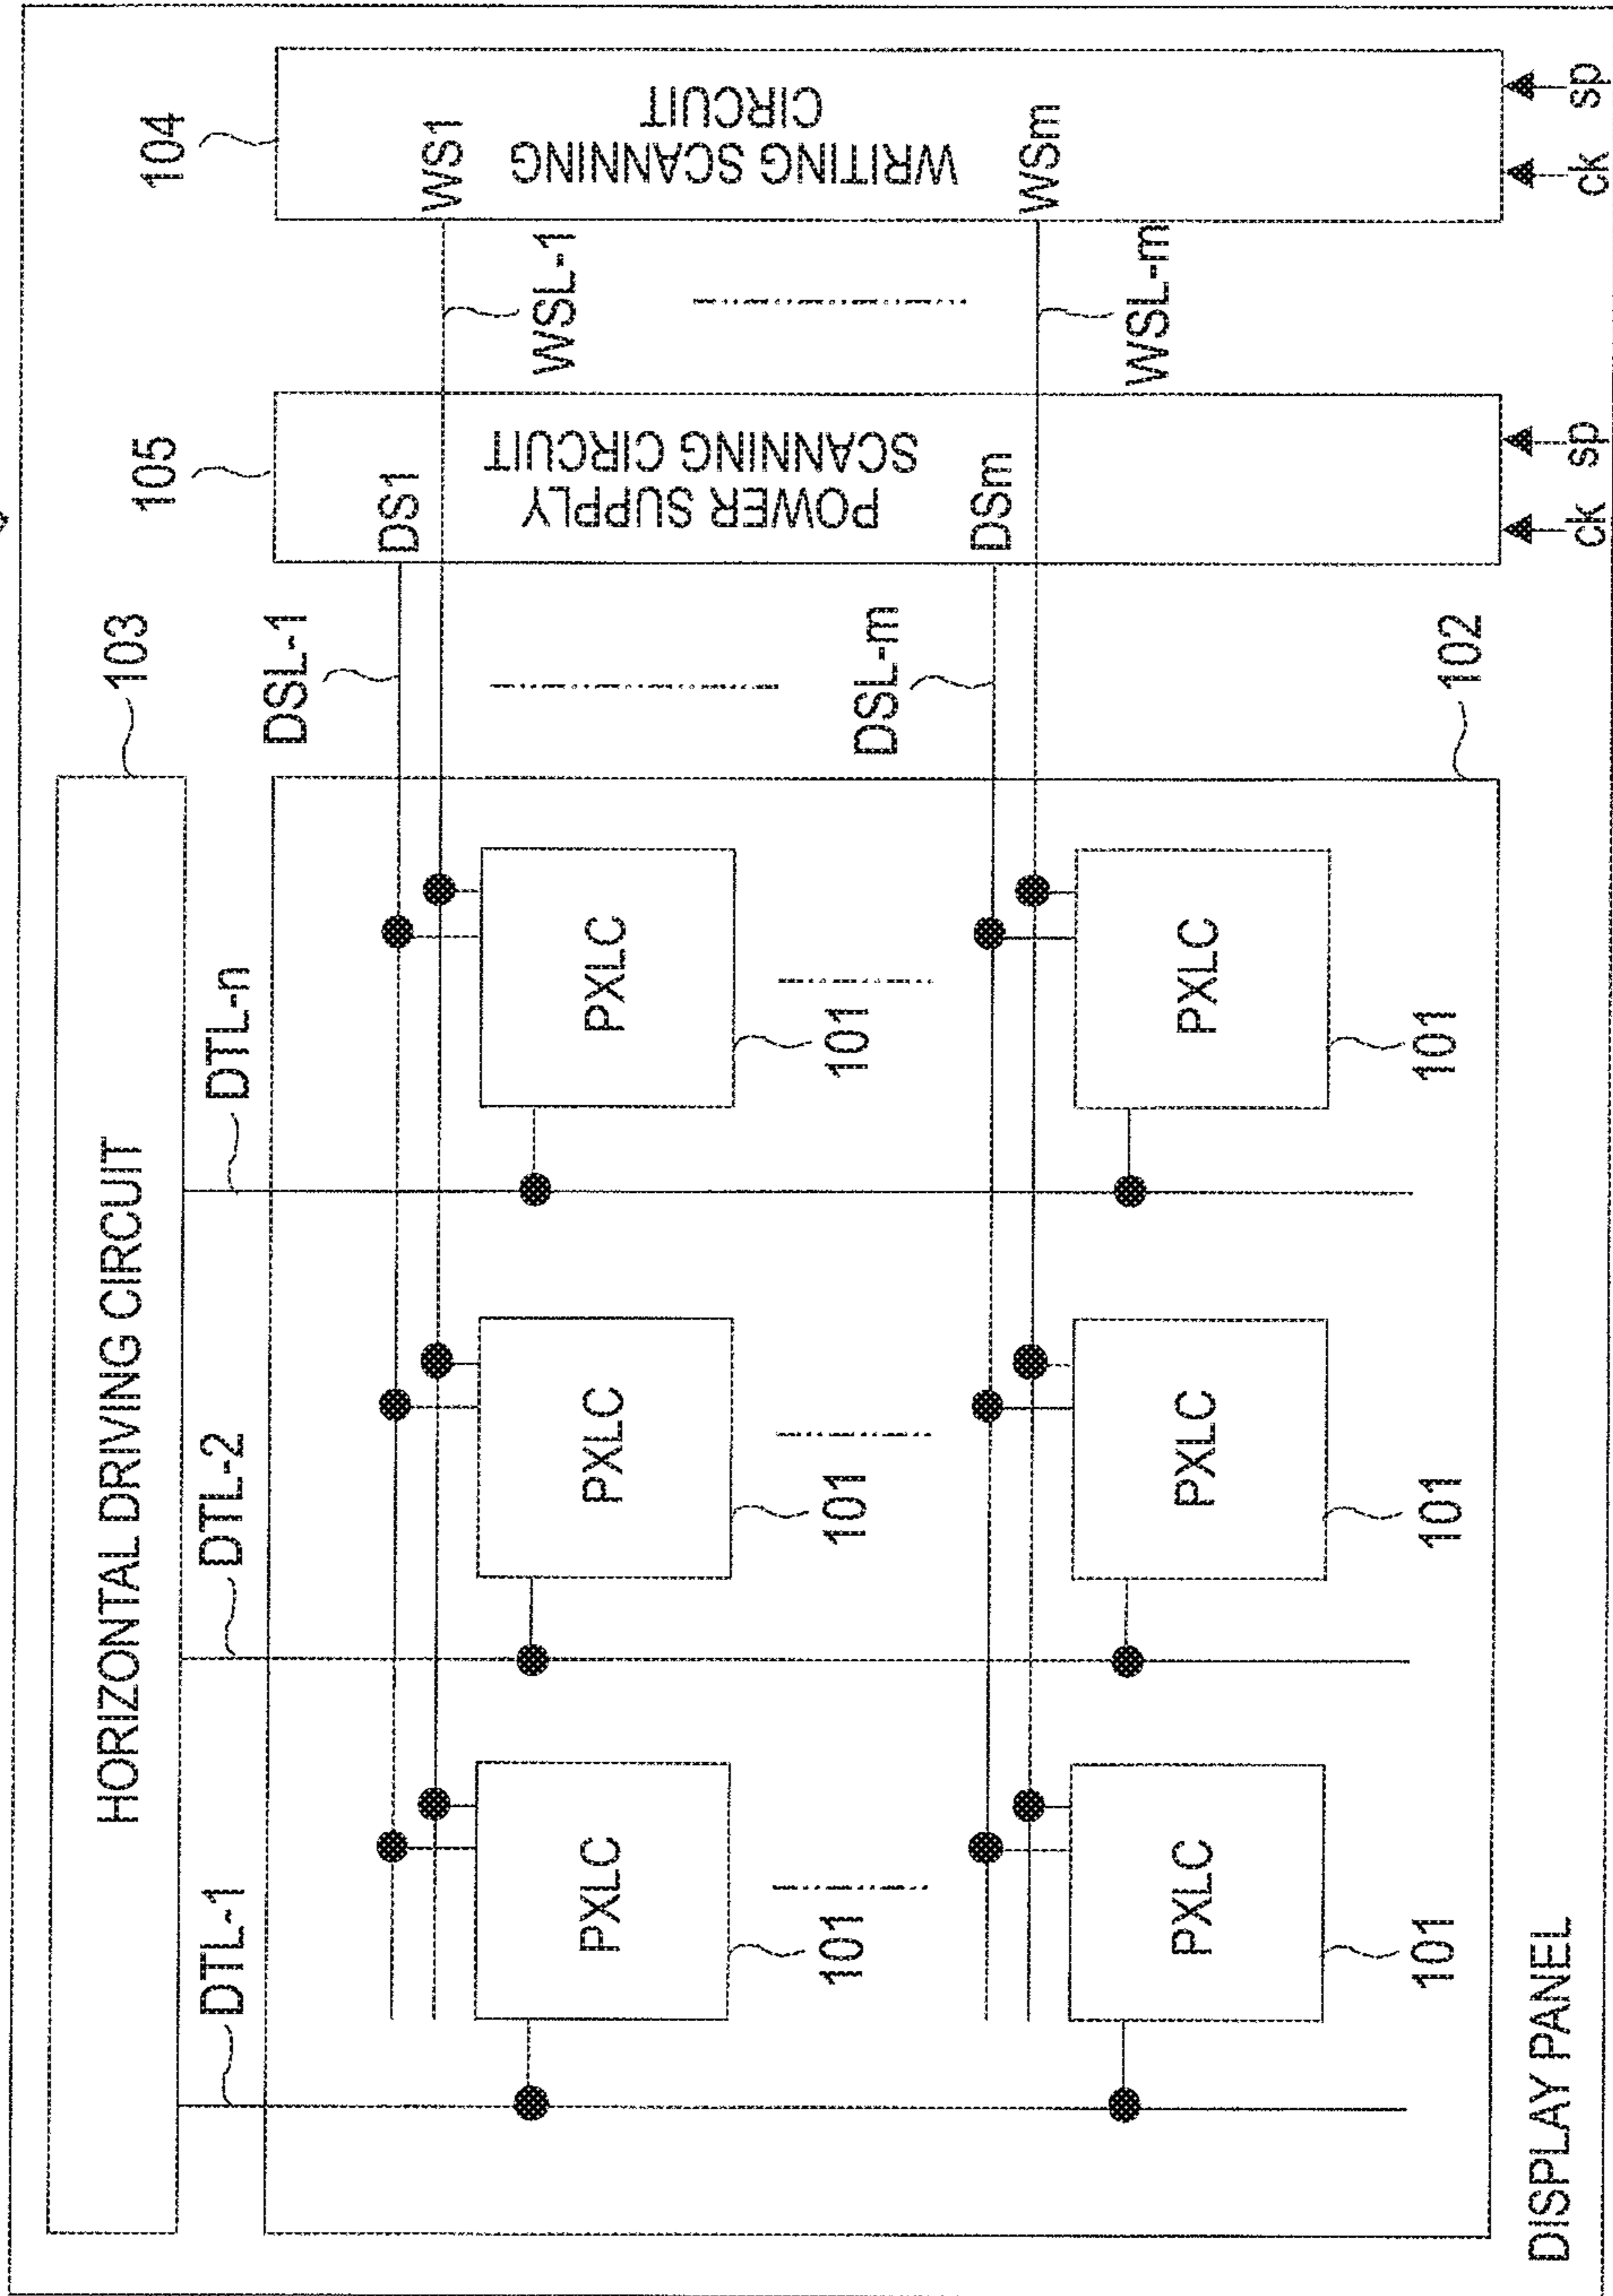 103
HORIZONTAL DRIVING CIRCUIT
DTL-1
DTL-2
DTL-n
DSL-1
105
104
DS1
WS1
PXLC
PXLC
PXLC
101
101
101
POWER SUPPLY
SCANNING CIRCUIT
WSL-1
WRITING SCANNING
CIRCUIT
DSL-m
DSm
WSm
WSL-m
PXLC
PXLC
PXLC
101
101
101
102
DISPLAY PANEL
ck
sp
ck
sp